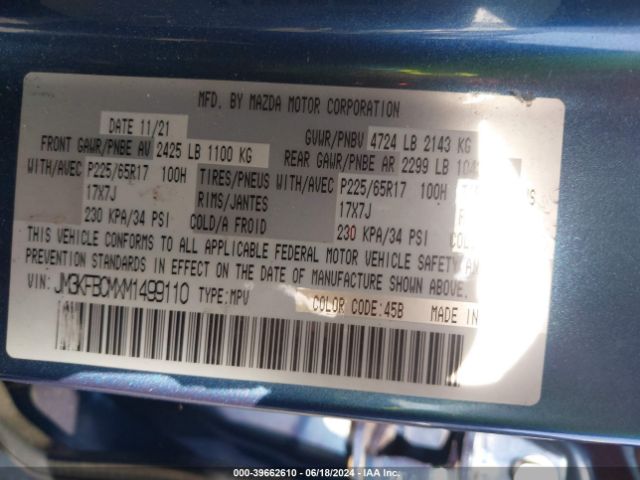 MFD. BY MAZDA MOTOR CORPORATION
DATE 11/21 GVWR/PNBV 4724 LB 2143 KG
FRONT GAWR/PNBE AV 2425 LB 1100 KG REAR GAWR/PNBE AR 2299 LB
WITH/AVEC P225/65R17 100H TIRES/PNEUS WITH/AVEC P225/65R17 100H
17X7J RIMS/JANTES 17X7J
230 KPA/34 PSI COLD/A FROID 230 KPA/34 PSI COLD/
THIS VEHICLE CONFORMS TO ALL APPLICABLE FEDERAL MOTOR VEHICLE SAFETY
PREVENTION STANDARDS IN EFFECT ON THE DATE OF MANUFACTURE SHOWN ABOVE.
VIN: JM3KFBCMXM1499110 TYPE:MPV COLOR CODE:45B MADE IN
000-39662610 - 06/18/2024 - IAA Inc.